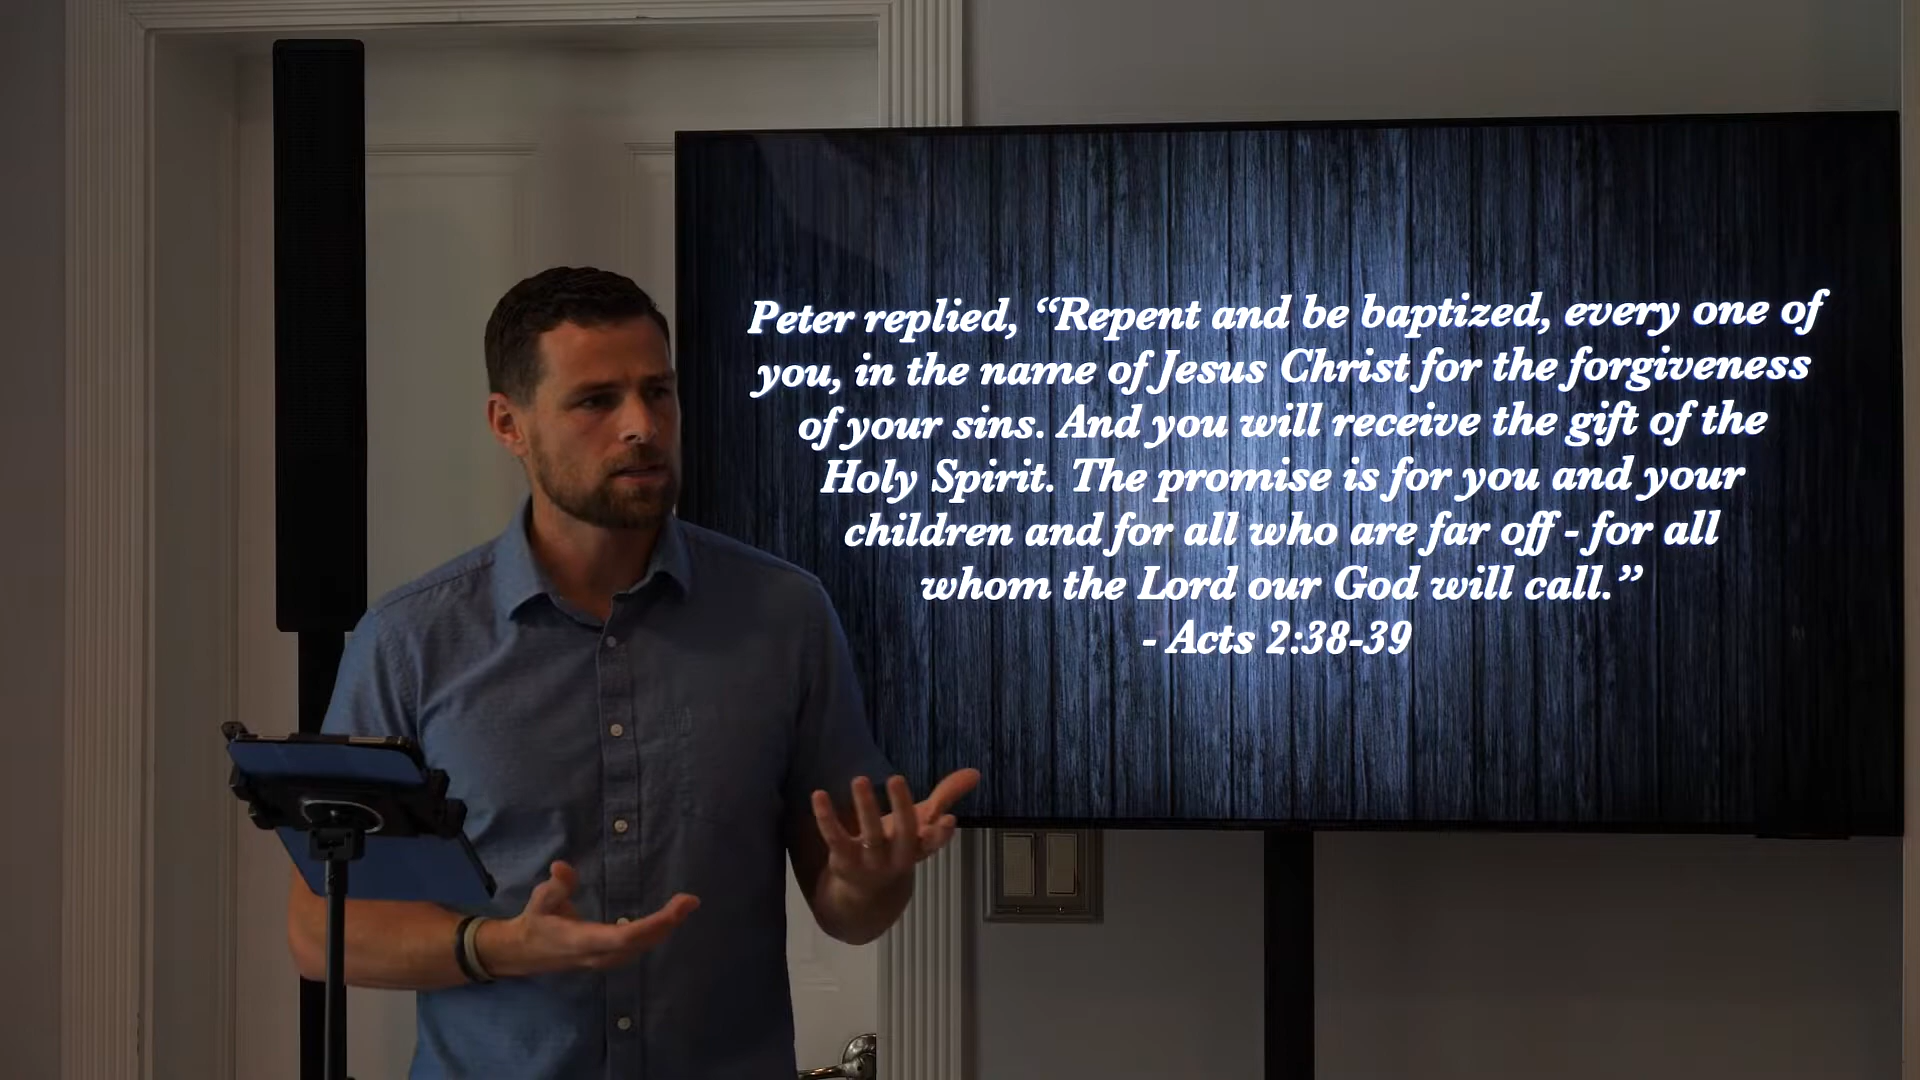 Peter replied, “Repent and be baptized, every one of
you, in the name of Jesus Christ for the forgiveness
of your sins. And you will receive the gift of the
Holy Spirit. The promise is for you and your
children and for all who are far off - for all
whom the Lord our God will call.”
- Acts 2:38-39